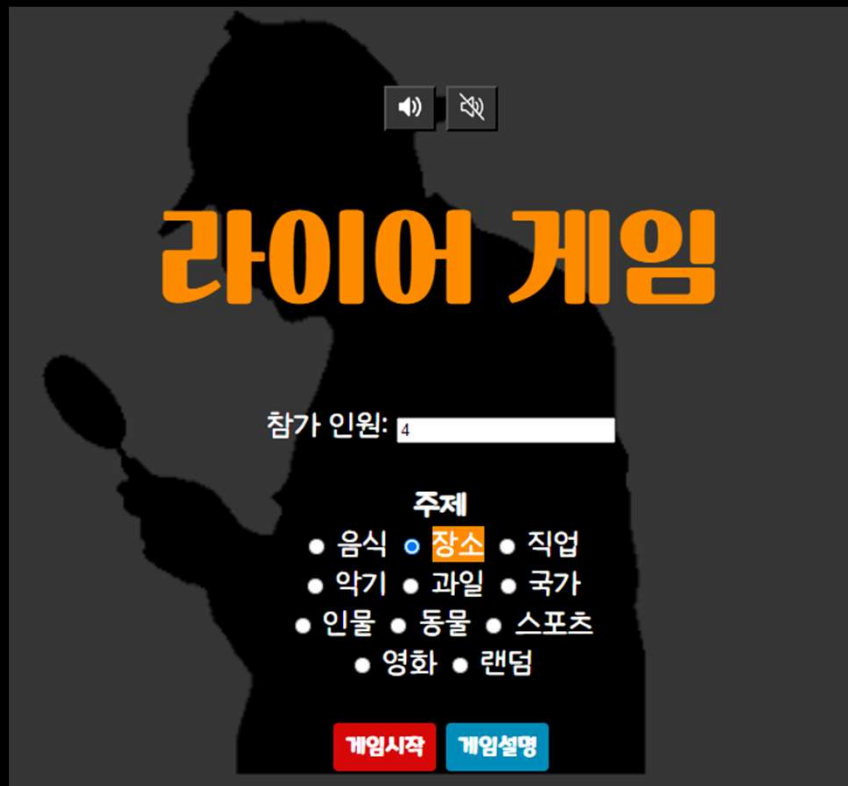 라이어 게임
참가 인원: 4
주제
음식 장소 직업
악기 과일 국가
인물 동물 스포츠
영화 랜덤
게임시작 게임설명